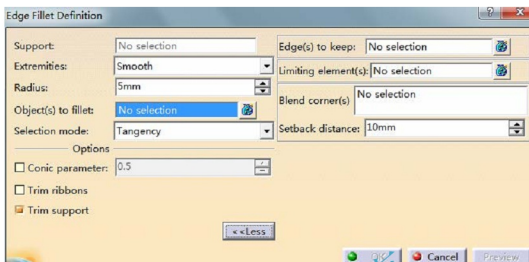 Edge Fillet Definition
Support: No selection
Extremities: Smooth
Radius: 5mm
Object(s) to fillet: No selection
Selection mode: Tangency
Options
Conic parameter: 0.5
Trim ribbons
Trim support
Edge(s) to keep: No selection
Limiting element(s): No selection
Blend corner(s) No selection
Setback distance: 10mm
<<Less
OK Cancel Preview